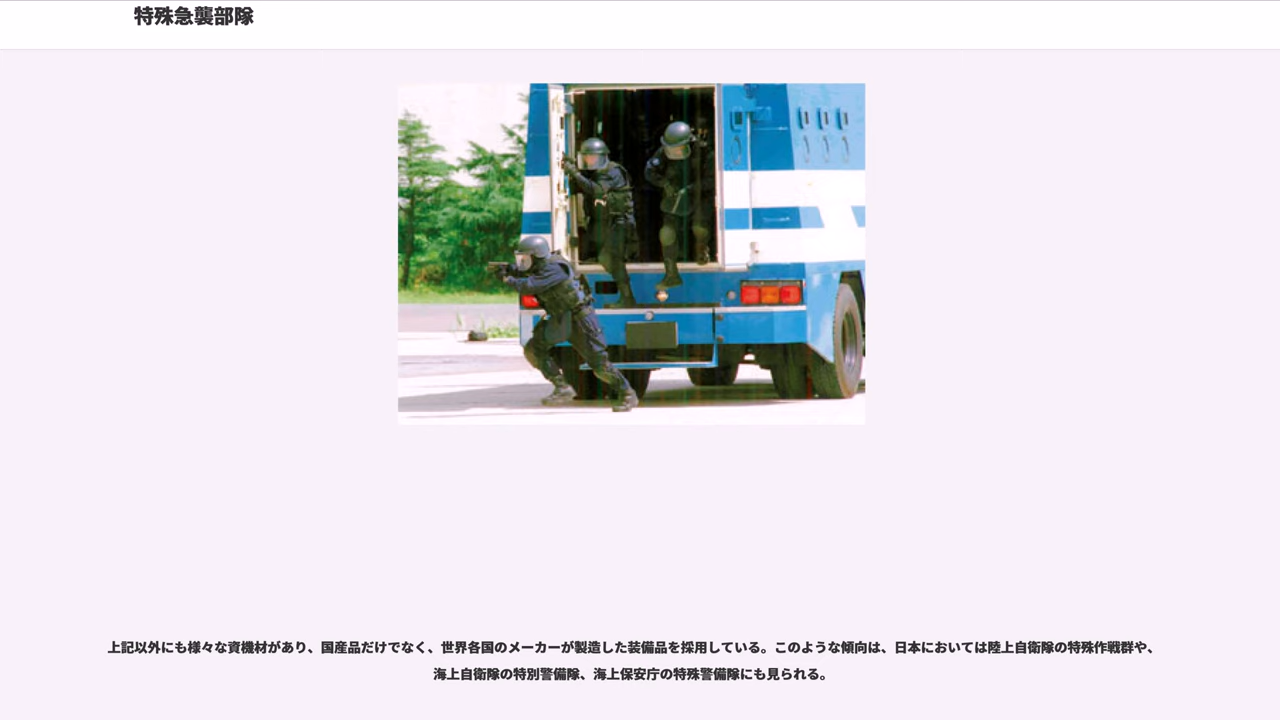 特殊急襲部隊
上記以外にも様々な資機材があり、国産品だけでなく、世界各国のメーカーが製造した装備品を採用している。このような傾向は、日本においては陸上自衛隊の特殊作戦群や、
海上自衛隊の特別警備隊、海上保安庁の特殊警備隊にも見られる。